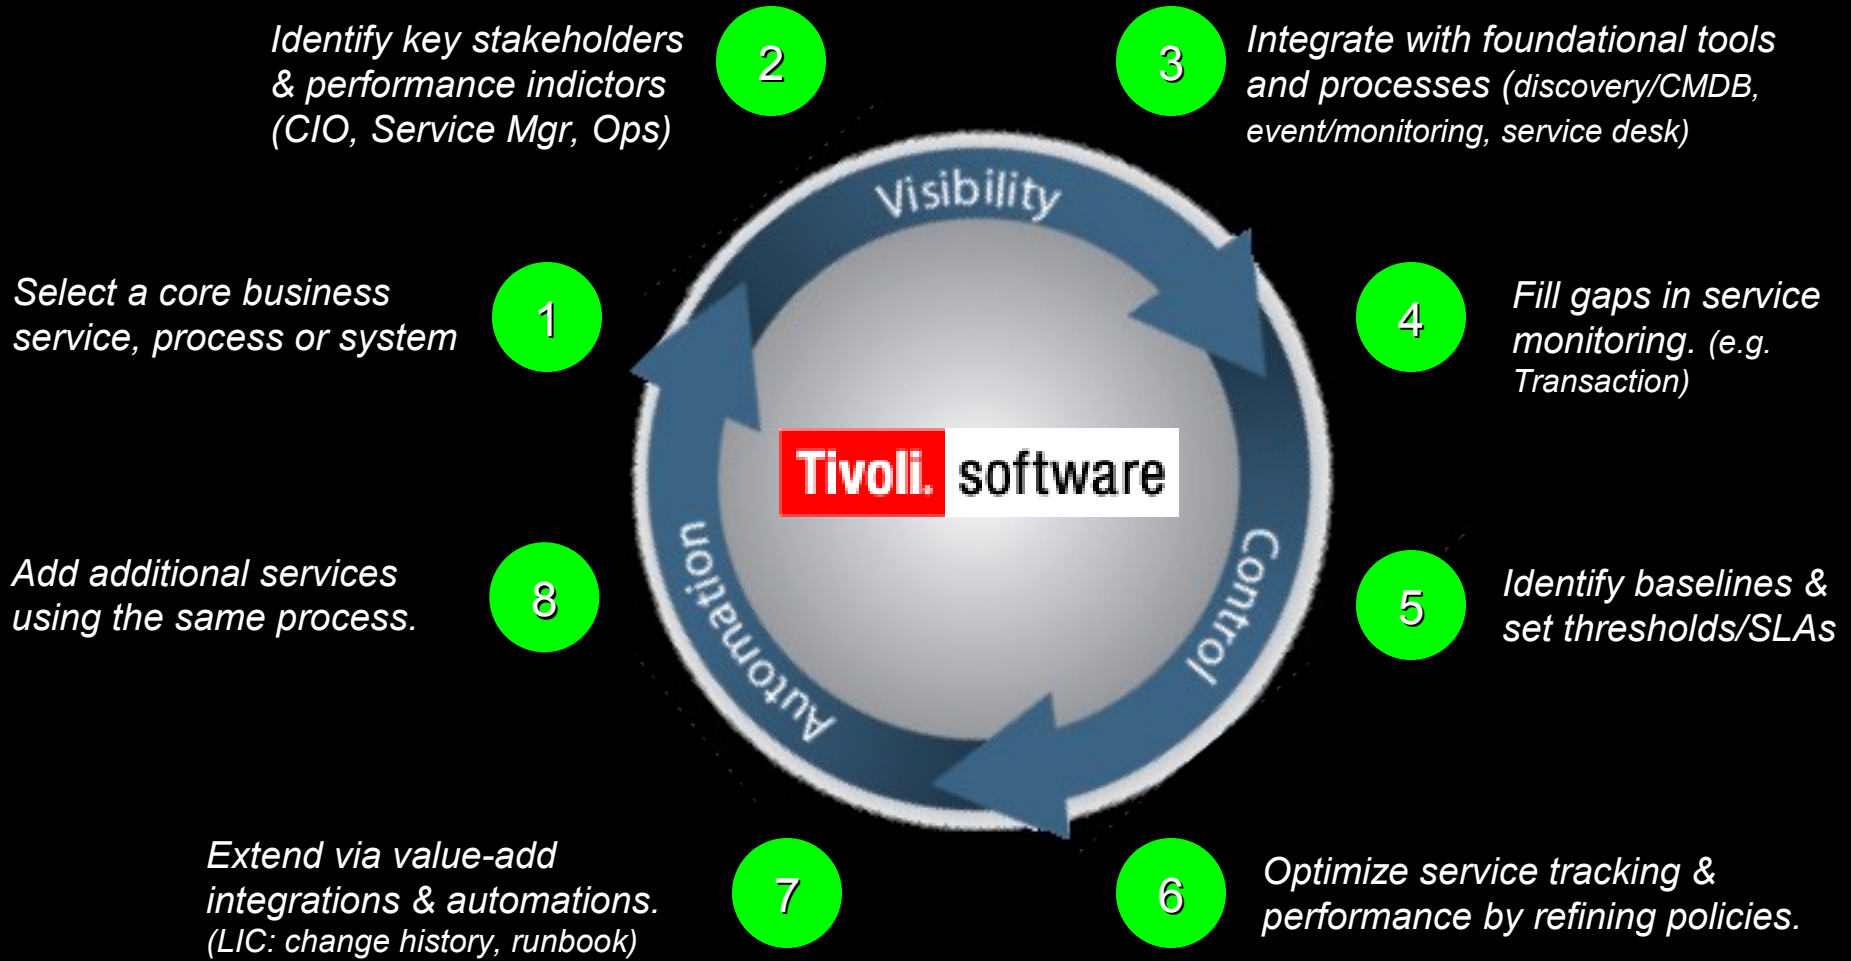 Identify key stakeholders
& performance indictors
(CIO, Service Mgr, Ops)
2
3
Integrate with foundational tools
and processes (discovery/CMDB,
event/monitoring, service desk)
Visibility
Select a core business
service, process or system
1
4
Fill gaps in service
monitoring. (e.g.
Transaction)
Tivoli. software
Add additional services
using the same process.
8
Automation
Control
5
Identify baselines &
set thresholds/SLAs
Extend via value-add
integrations & automations.
(LIC: change history, runbook)
7
6
Optimize service tracking &
performance by refining policies.